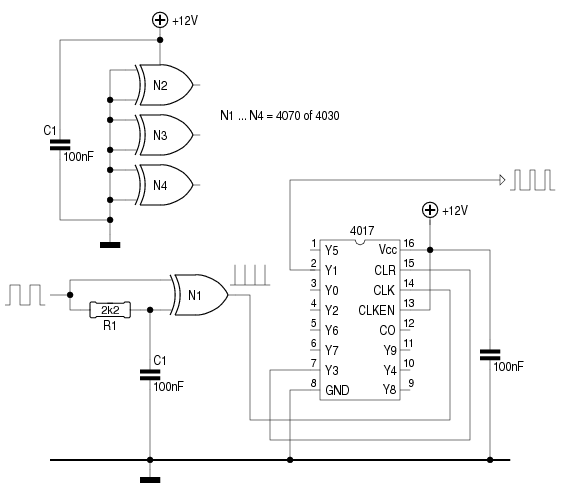 +12V
N2
N1 ... N4 = 4070 of 4030
C1
100nF
N3
N4
+12V
4017
1 Y5 Vcc 16
2 Y1 CLR 15
3 Y0 CLK 14
4 Y2 CLKEN 13
5 Y6 CO 12
6 Y7 Y9 11
7 Y3 Y4 10
8 GND Y8 9
N1
2k2
R1
C1
100nF
100nF